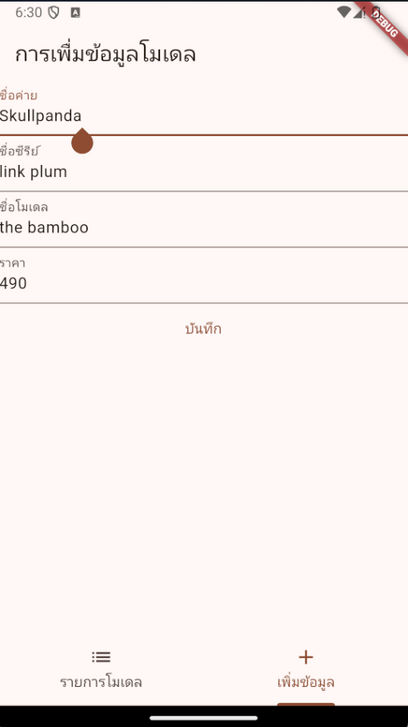 6:30
DEBUG
การเพิ่มข้อมูลโมเดล
ชื่อค่าย
Skullpanda
ชื่อซีรีย์
link plum
ชื่อโมเดล
the bamboo
ราคา
490
บันทึก
รายการโมเดล
เพิ่มข้อมูล